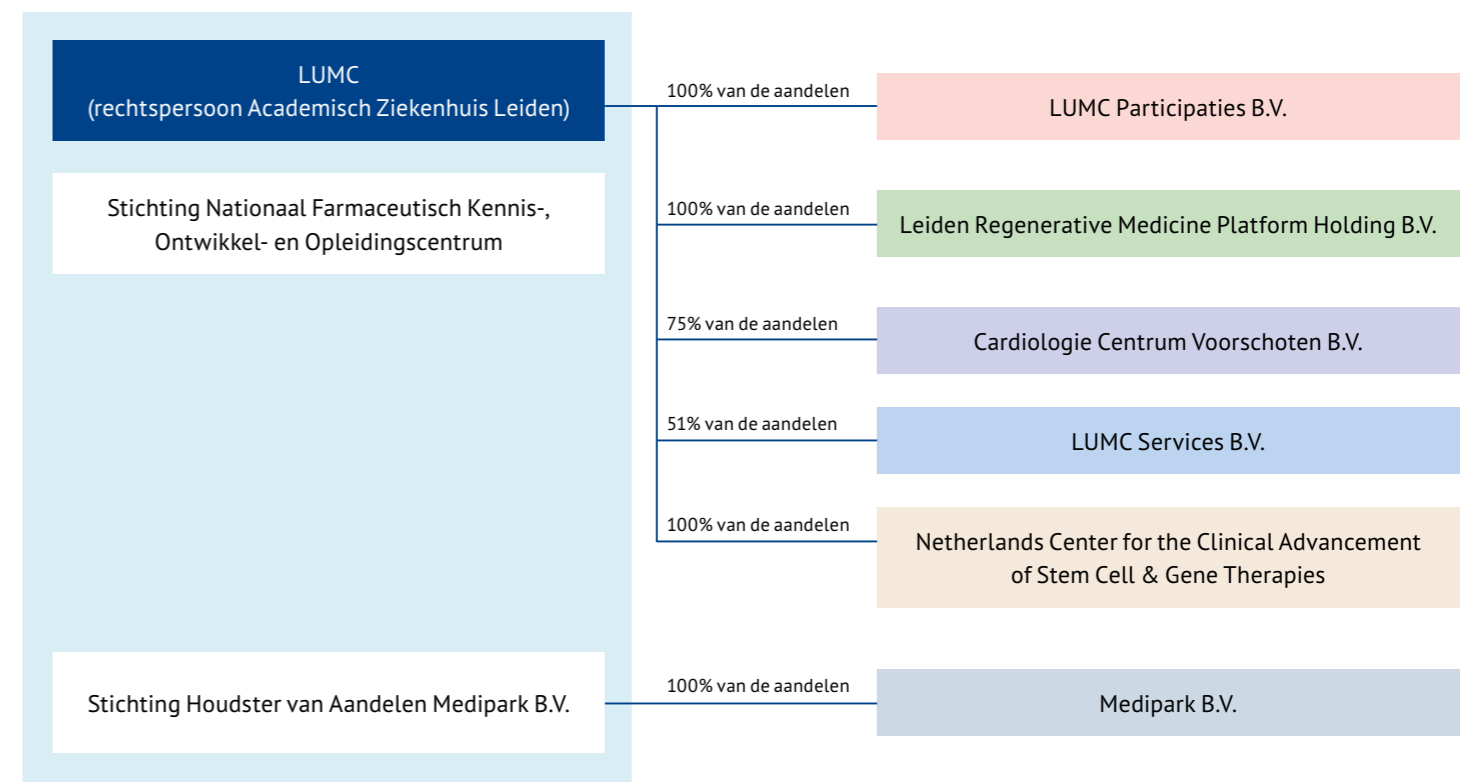 LUMC
(rechtspersoon Academisch Ziekenhuis Leiden)
100% van de aandelen
LUMC Participaties B.V.
Stichting Nationaal Farmaceutisch Kennis-,
Ontwikkel- en Opleidingscentrum
100% van de aandelen
Leiden Regenerative Medicine Platform Holding B.V.
75% van de aandelen
Cardiologie Centrum Voorschoten B.V.
51% van de aandelen
LUMC Services B.V.
100% van de aandelen
Netherlands Center for the Clinical Advancement
of Stem Cell & Gene Therapies
Stichting Houdster van Aandelen Medipark B.V.
100% van de aandelen
Medipark B.V.